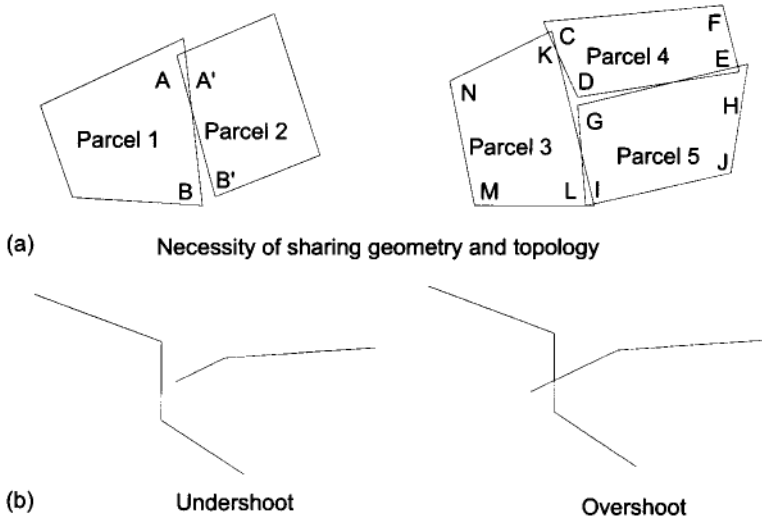 A A'
Parcel 1 Parcel 2
B B'
C F
K Parcel 4 E
D
N G H
Parcel 3 Parcel 5
M L I J
(a) Necessity of sharing geometry and topology
(b) Undershoot Overshoot